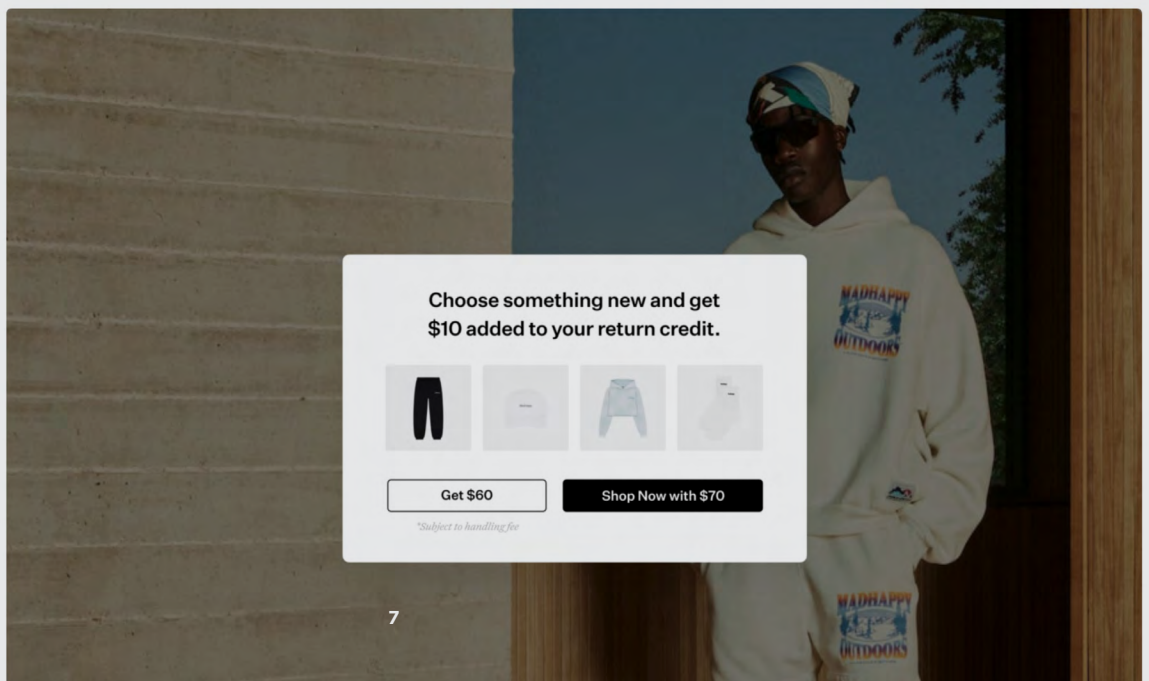 Choose something new and get
$10 added to your return credit.
Get $60
Shop Now with $70
*Subject to handling fee
MADHAPPY
OUTDOORS
MADHAPPY
OUTDOORS
7